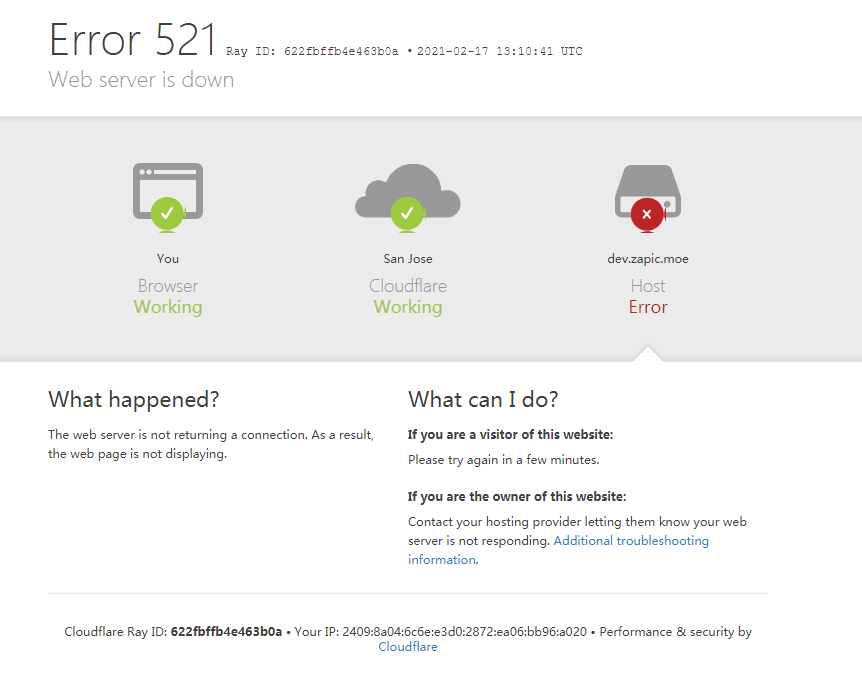 Error 521 Ray ID: 622fbffb4e463b0a • 2021-02-17 13:10:41 UTC
Web server is down
You
Browser
Working
San Jose
Cloudflare
Working
dev.zapic.moe
Host
Error
What happened?
The web server is not returning a connection. As a result,
the web page is not displaying.
What can I do?
If you are a visitor of this website:
Please try again in a few minutes.
If you are the owner of this website:
Contact your hosting provider letting them know your web
server is not responding. Additional troubleshooting
information.
Cloudflare Ray ID: 622fbffb4e463b0a • Your IP: 2409:8a04:6c6e:e3d0:2872:ea06:bb96:a020 • Performance & security by
Cloudflare